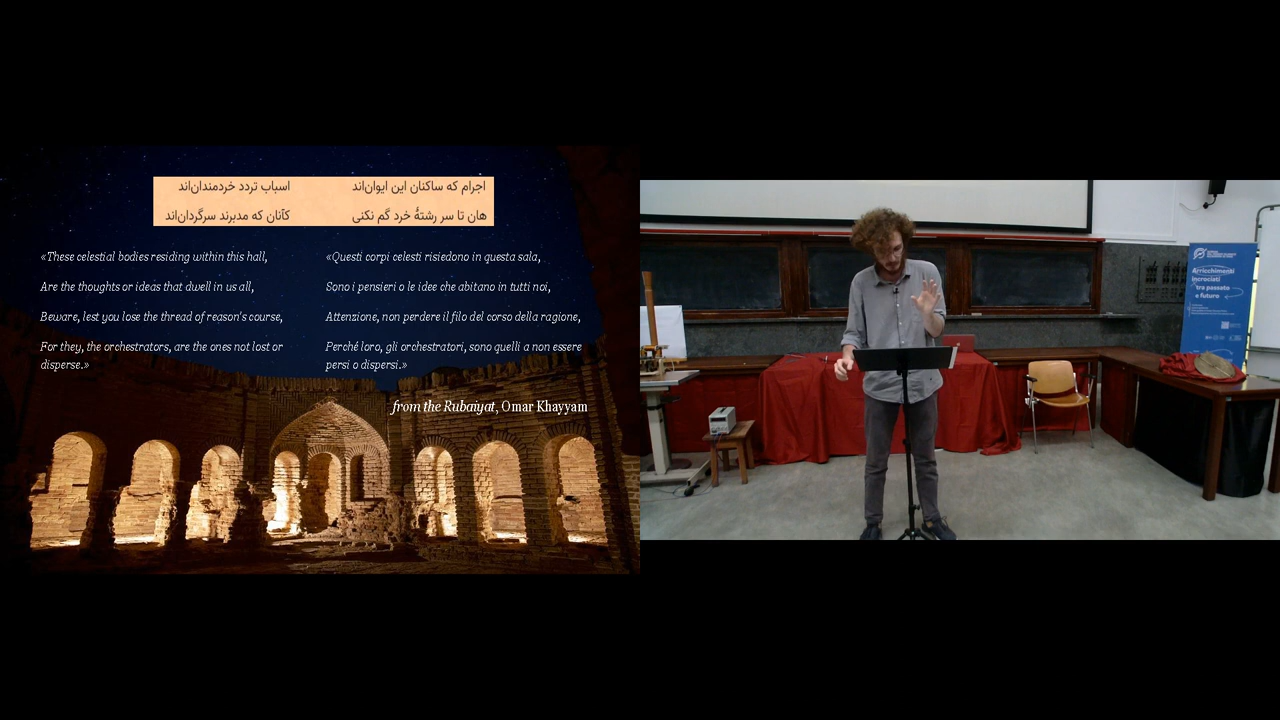 اجرام که ساکنان این ایوان‌اند اسباب تردد خردمندان‌اند
هان تا سر رشتهٔ خرد گم نکنی کآنان که مدبرند سرگردان‌اند
«These celestial bodies residing within this hall,
Are the thoughts or ideas that dwell in us all,
Beware, lest you lose the thread of reason's course,
For they, the orchestrators, are the ones not lost or
disperse.»
«Questi corpi celesti risiedono in questa sala,
Sono i pensieri o le idee che abitano in tutti noi,
Attenzione, non perdere il filo del corso della ragione,
Perché loro, gli orchestratori, sono quelli a non essere
persi o dispersi.»
from the Rubaiyat, Omar Khayyam
Arricchimenti
incrociati
tra passato
e futuro